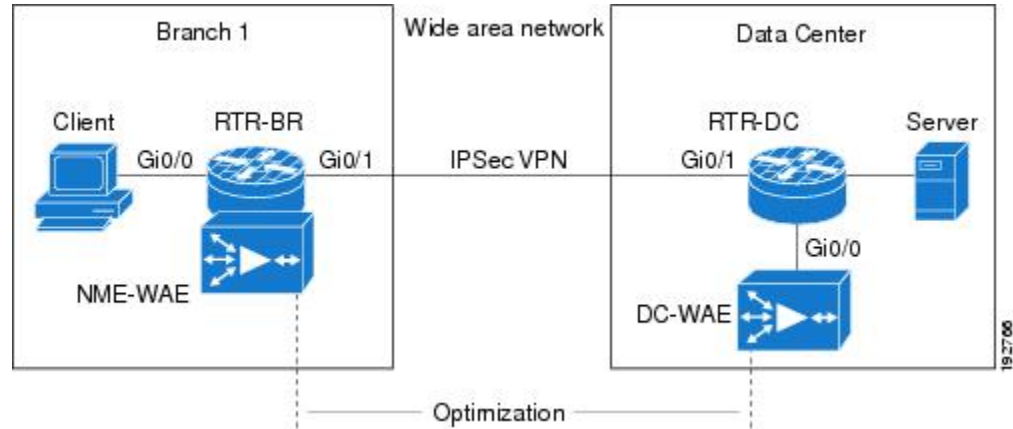 Branch 1
Wide area network
Data Center
Client
RTR-BR
RTR-DC
Server
Gi0/0
Gi0/1
IPSec VPN
Gi0/1
Gi0/0
NME-WAE
DC-WAE
192766
Optimization